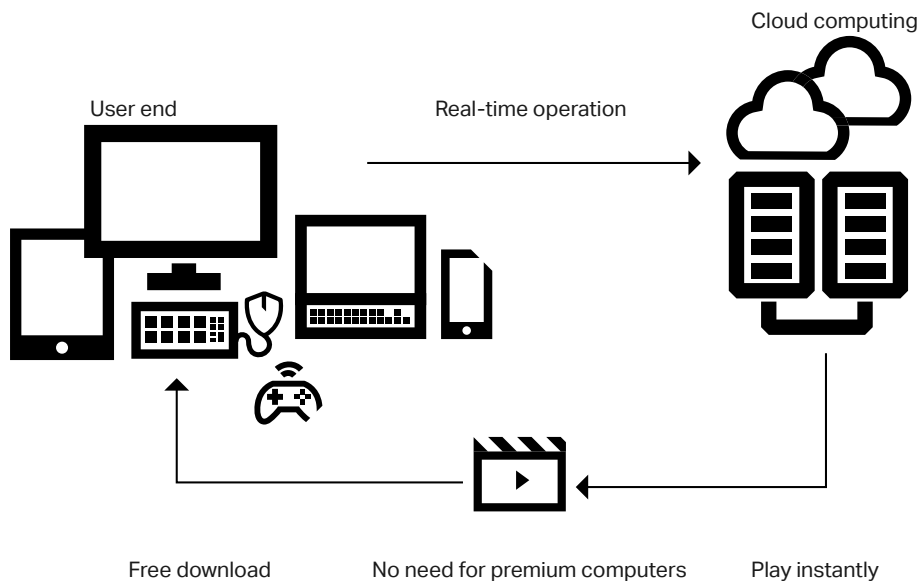 Cloud computing
User end
Real-time operation
Free download
No need for premium computers
Play instantly